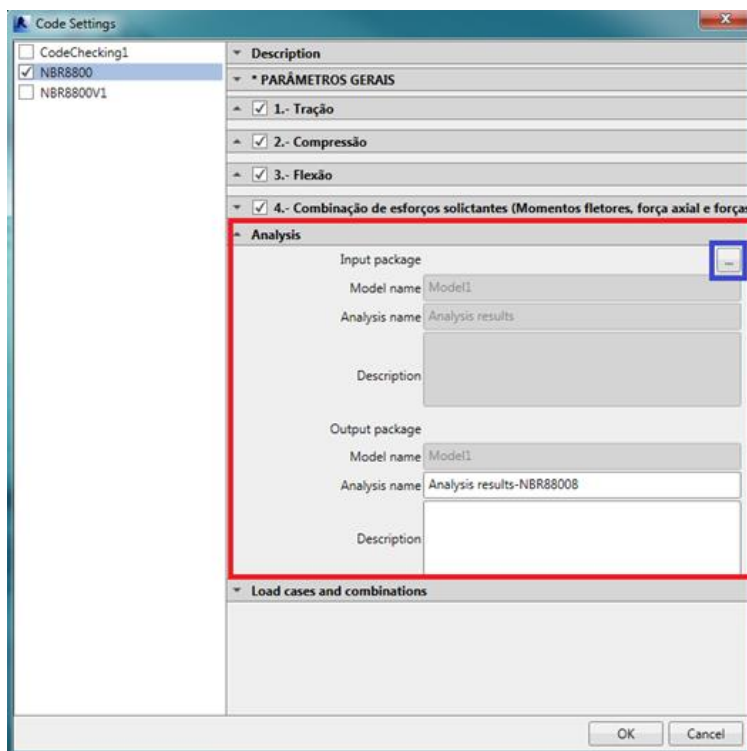 Code Settings
CodeChecking1
NBR8800
NBR8800V1
Description
* PARÂMETROS GERAIS
1.- Tração
2.- Compressão
3.- Flexão
4.- Combinação de esforços solictantes (Momentos fletores, força axial e forças
Analysis
Input package
...
Model name Model1
Analysis name Analysis results
Description
Output package
Model name Model1
Analysis name Analysis results-NBR88008
Description
Load cases and combinations
OK Cancel